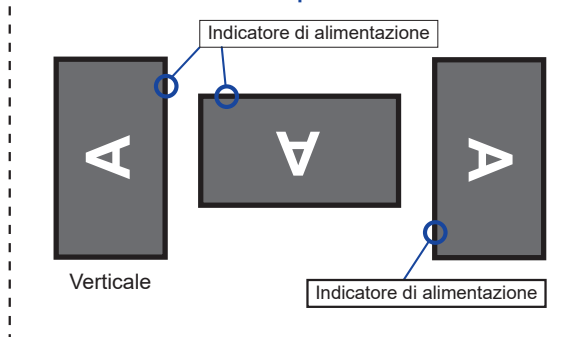 Indicatore di alimentazione
A
A
A
Verticale
Indicatore di alimentazione